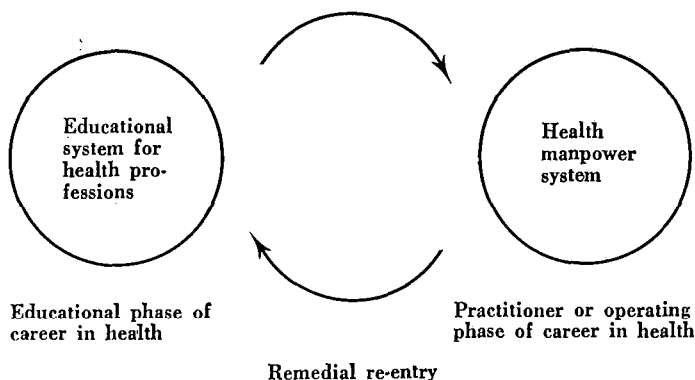 Educational
system for
health pro-
fessions
Health
manpower
system
Educational phase of
career in health
Practitioner or operating
phase of career in health
Remedial re-entry